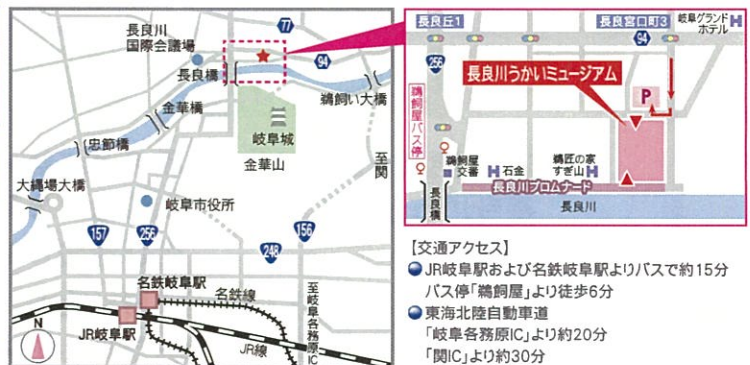 77
長良川
国際会議場
94
長良橋
鵜飼い大橋
金華橋
岐阜城
忠節橋
金華山
至関
大縄場大橋
岐阜市役所
157
256
156
248
名鉄岐阜駅
名鉄線
至岐阜各務原IC
N
JR岐阜駅
JR線
長良丘1
長良宮口町3
岐阜グランド
ホテル
H
94
256
長良川うかいミュージアム
P
鵜飼屋バス停
鵜飼屋
交番
H 石金
鵜匠の家
すぎ山 H
長良川プロムナード
長良橋
長良川
【交通アクセス】
JR岐阜駅および名鉄岐阜駅よりバスで約15分
バス停「鵜飼屋」より徒歩6分
東海北陸自動車道
「岐阜各務原IC」より約20分
「関IC」より約30分